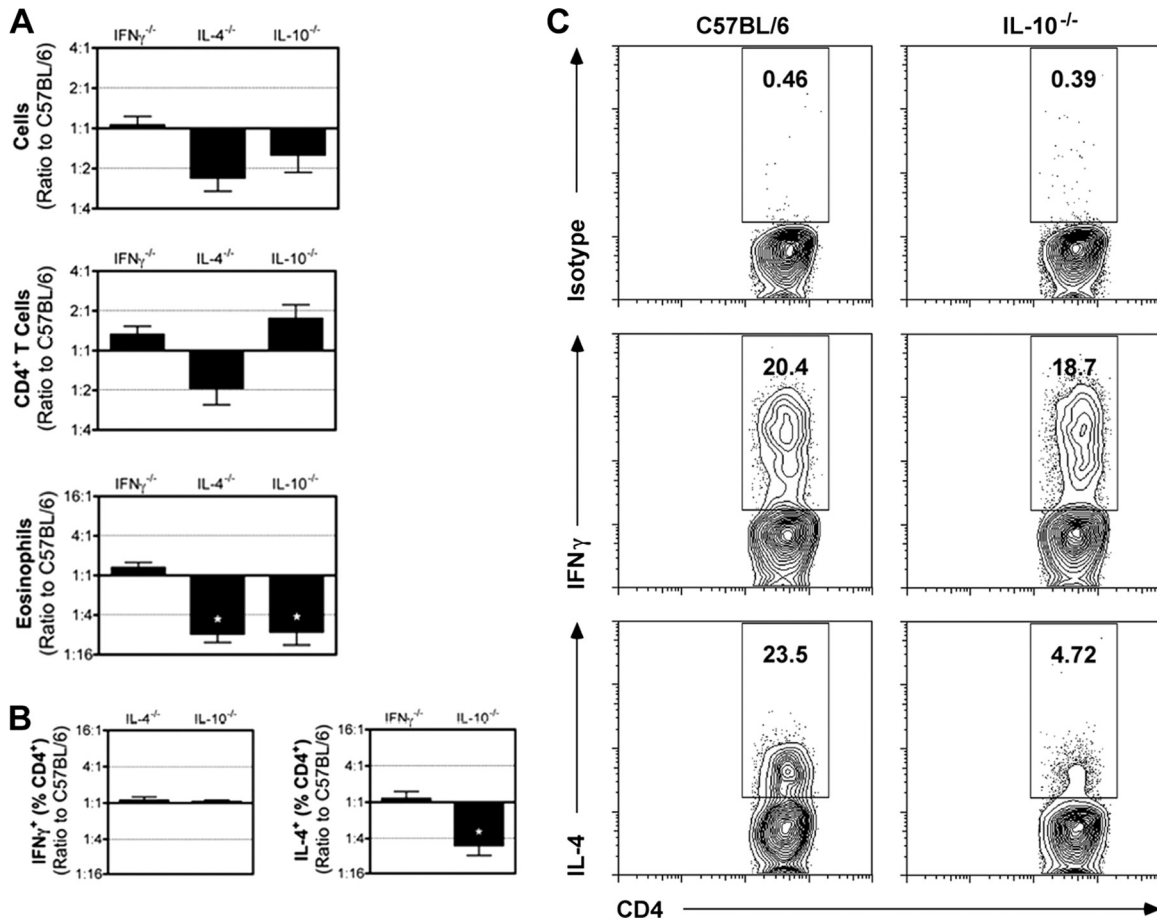 A
IFNγ⁻/⁻ IL-4⁻/⁻ IL-10⁻/⁻
Cells
(Ratio to C57BL/6)
4:1
2:1
1:1
1:2
1:4
IFNγ⁻/⁻ IL-4⁻/⁻ IL-10⁻/⁻
CD4⁺ T Cells
(Ratio to C57BL/6)
4:1
2:1
1:1
1:2
1:4
IFNγ⁻/⁻ IL-4⁻/⁻ IL-10⁻/⁻
Eosinophils
(Ratio to C57BL/6)
16:1
4:1
1:1
1:4
1:16
B
IL-4⁻/⁻ IL-10⁻/⁻
IFNγ⁺ (% CD4⁺)
(Ratio to C57BL/6)
16:1
4:1
1:1
1:4
1:16
IFNγ⁻/⁻ IL-10⁻/⁻
IL-4⁺ (% CD4⁺)
(Ratio to C57BL/6)
16:1
4:1
1:1
1:4
1:16
C
C57BL/6 IL-10⁻/⁻
Isotype
0.46 0.39
IFNγ
20.4 18.7
IL-4
23.5 4.72
CD4